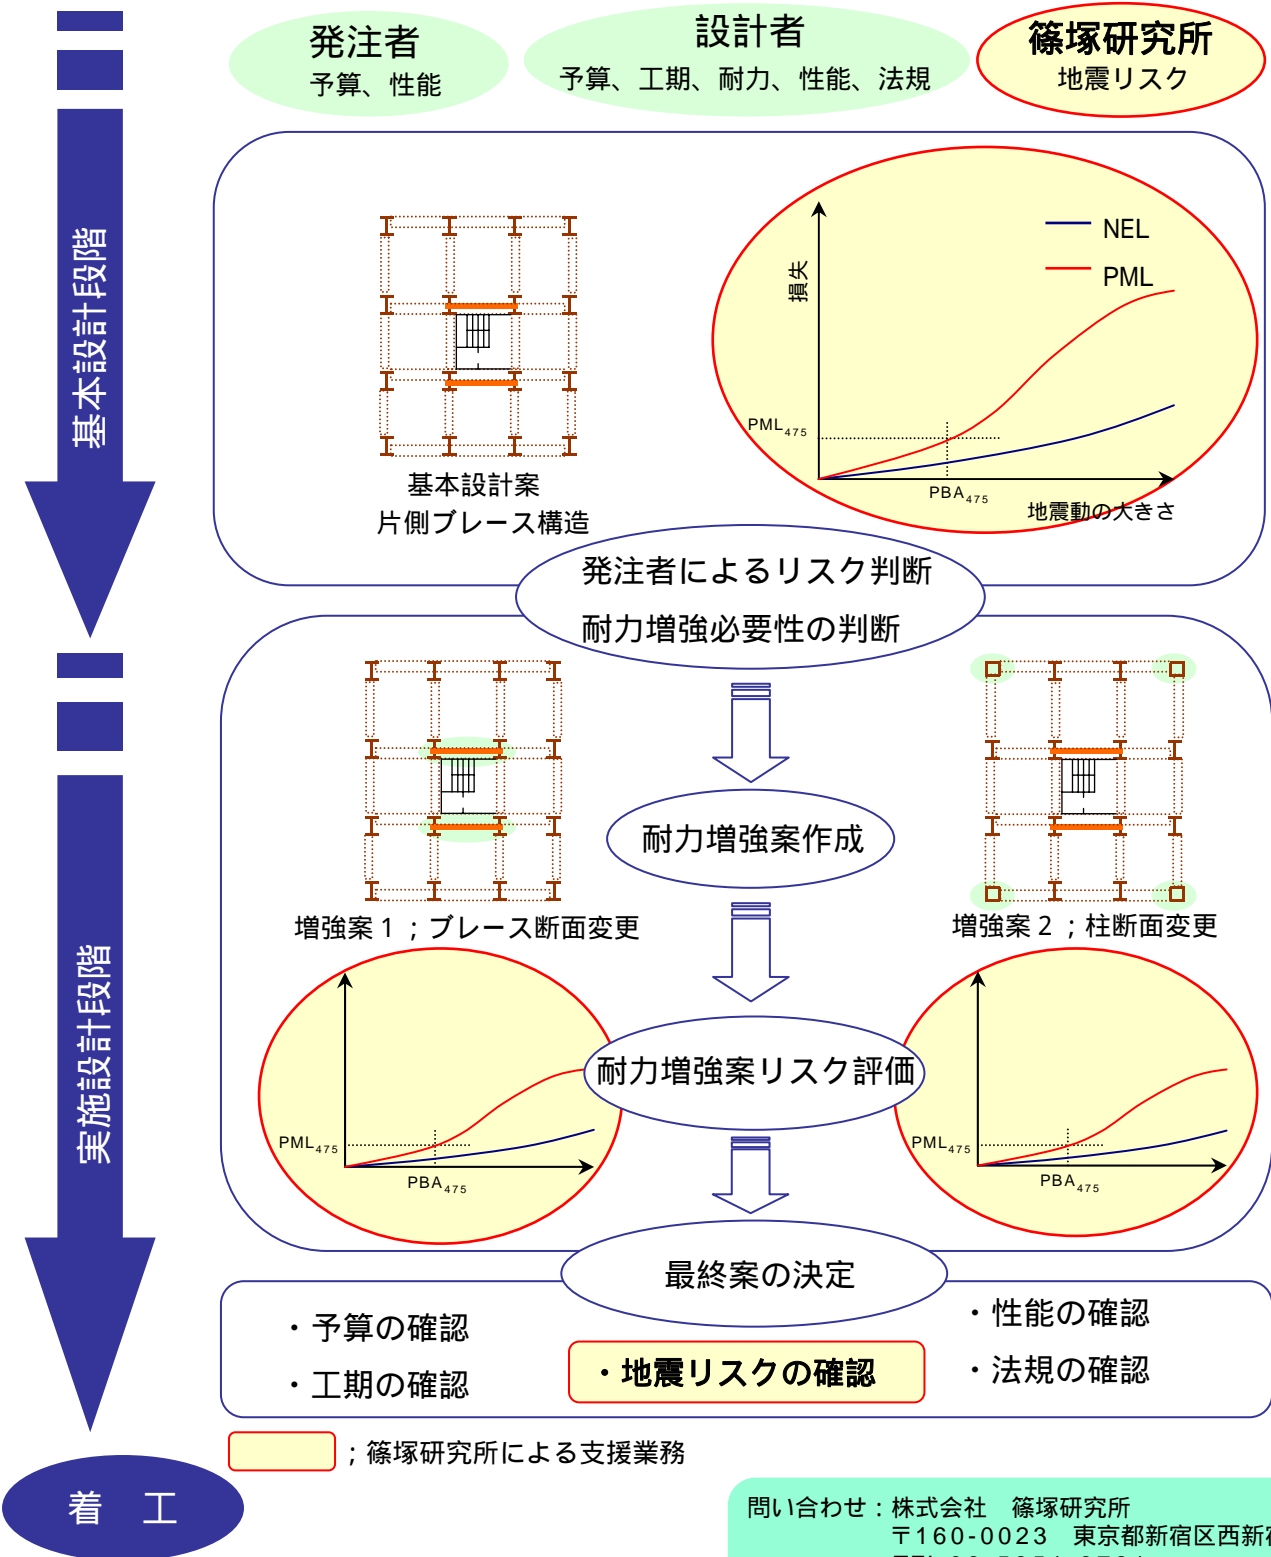 発注者
予算、性能
設計者
予算、工期、耐力、性能、法規
篠塚研究所
地震リスク
基本設計段階
基本設計案
片側ブレース構造
損失
NEL
PML
PML475
PBA475
地震動の大きさ
発注者によるリスク判断
耐力増強必要性の判断
実施設計段階
耐力増強案作成
増強案1；ブレース断面変更
増強案2；柱断面変更
耐力増強案リスク評価
PML475
PBA475
PML475
PBA475
最終案の決定
・予算の確認
・工期の確認
・地震リスクの確認
・性能の確認
・法規の確認
；篠塚研究所による支援業務
着　工
問い合わせ：株式会社　篠塚研究所
〒160-0023　東京都新宿区西新